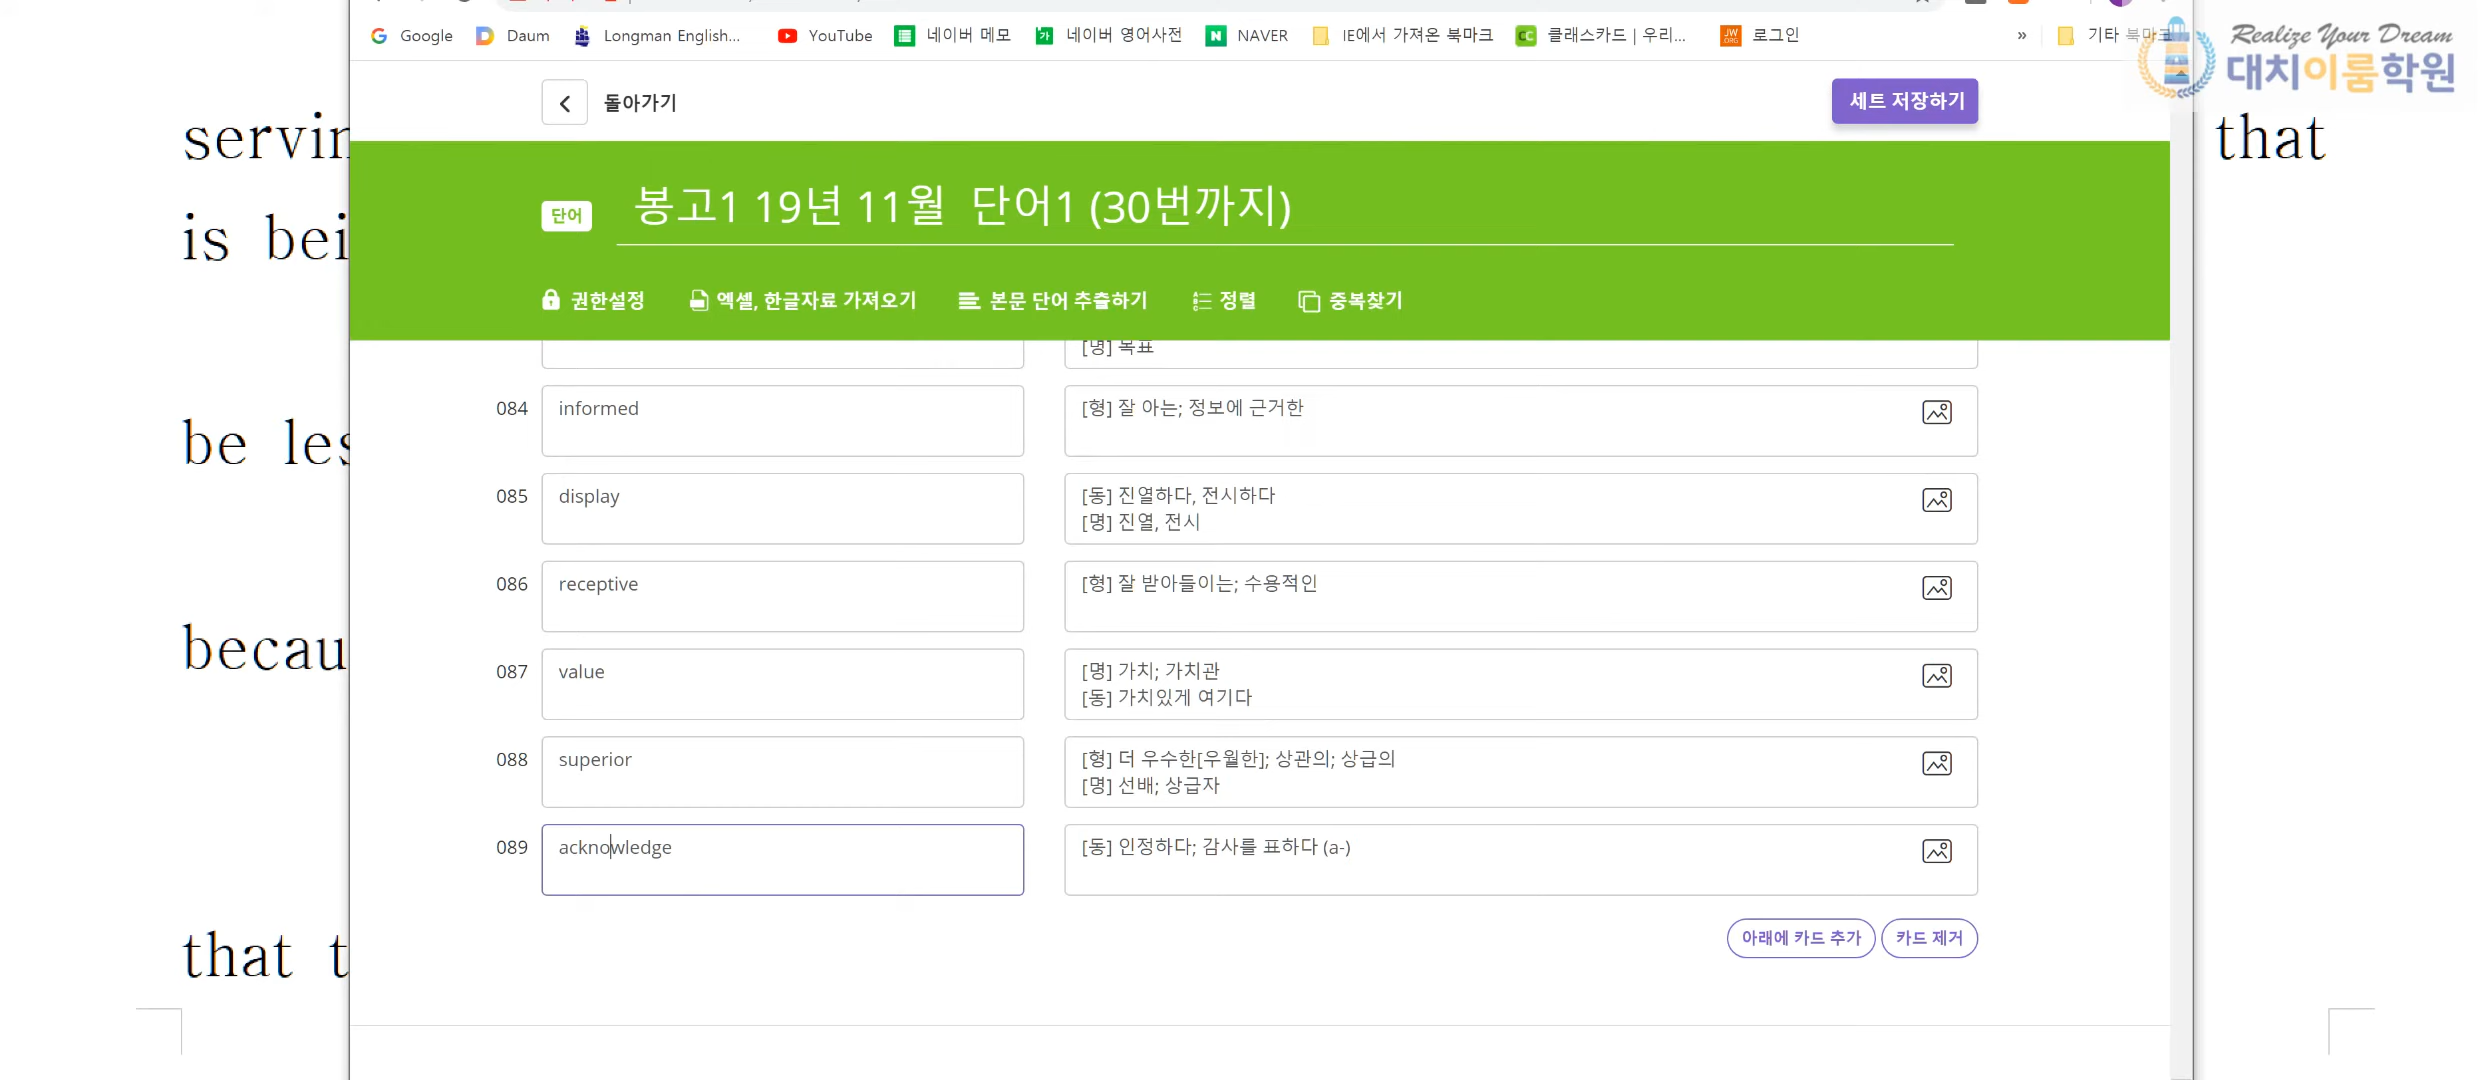 Google
Daum
Longman English...
YouTube
네이버 메모
네이버 영어사전
NAVER
IE에서 가져온 북마크
클래스카드 | 우리...
로그인
»
기타 북마크
Realize Your Dream
대치이룸학원
돌아가기
세트 저장하기
servin
that
is bei
단어
봉고1 19년 11월 단어1 (30번까지)
권한설정
엑셀, 한글자료 가져오기
본문 단어 추출하기
정렬
중복찾기
[명] 목표
084
informed
[형] 잘 아는; 정보에 근거한
be les
085
display
[동] 진열하다, 전시하다
[명] 진열, 전시
086
receptive
[형] 잘 받아들이는; 수용적인
becau
087
value
[명] 가치; 가치관
[동] 가치있게 여기다
088
superior
[형] 더 우수한[우월한]; 상관의; 상급의
[명] 선배; 상급자
089
acknowledge
[동] 인정하다; 감사를 표하다 (a-)
아래에 카드 추가
카드 제거
that t